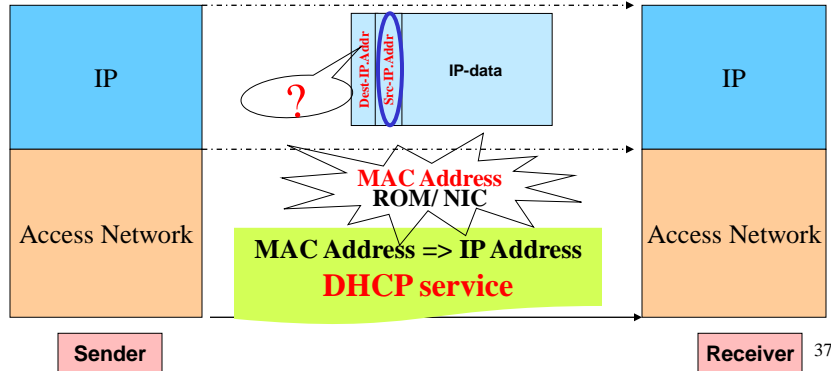 IP
Dest-IP.Addr
Src-IP.Addr
IP-data
?
IP
MAC Address
ROM/ NIC
Access Network
MAC Address => IP Address
DHCP service
Access Network
Sender
Receiver
37